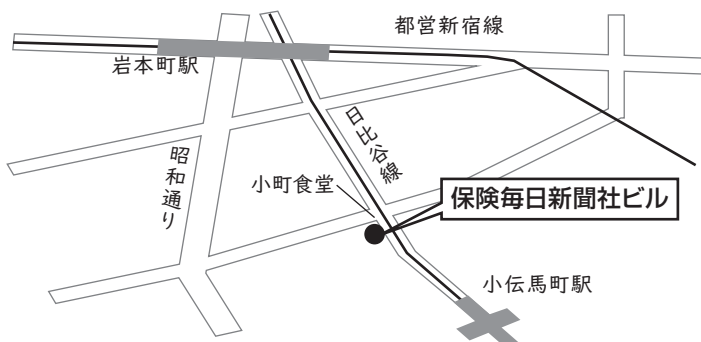 都営新宿線
岩本町駅
日比谷線
昭和通り
小町食堂
保険毎日新聞社ビル
小伝馬町駅